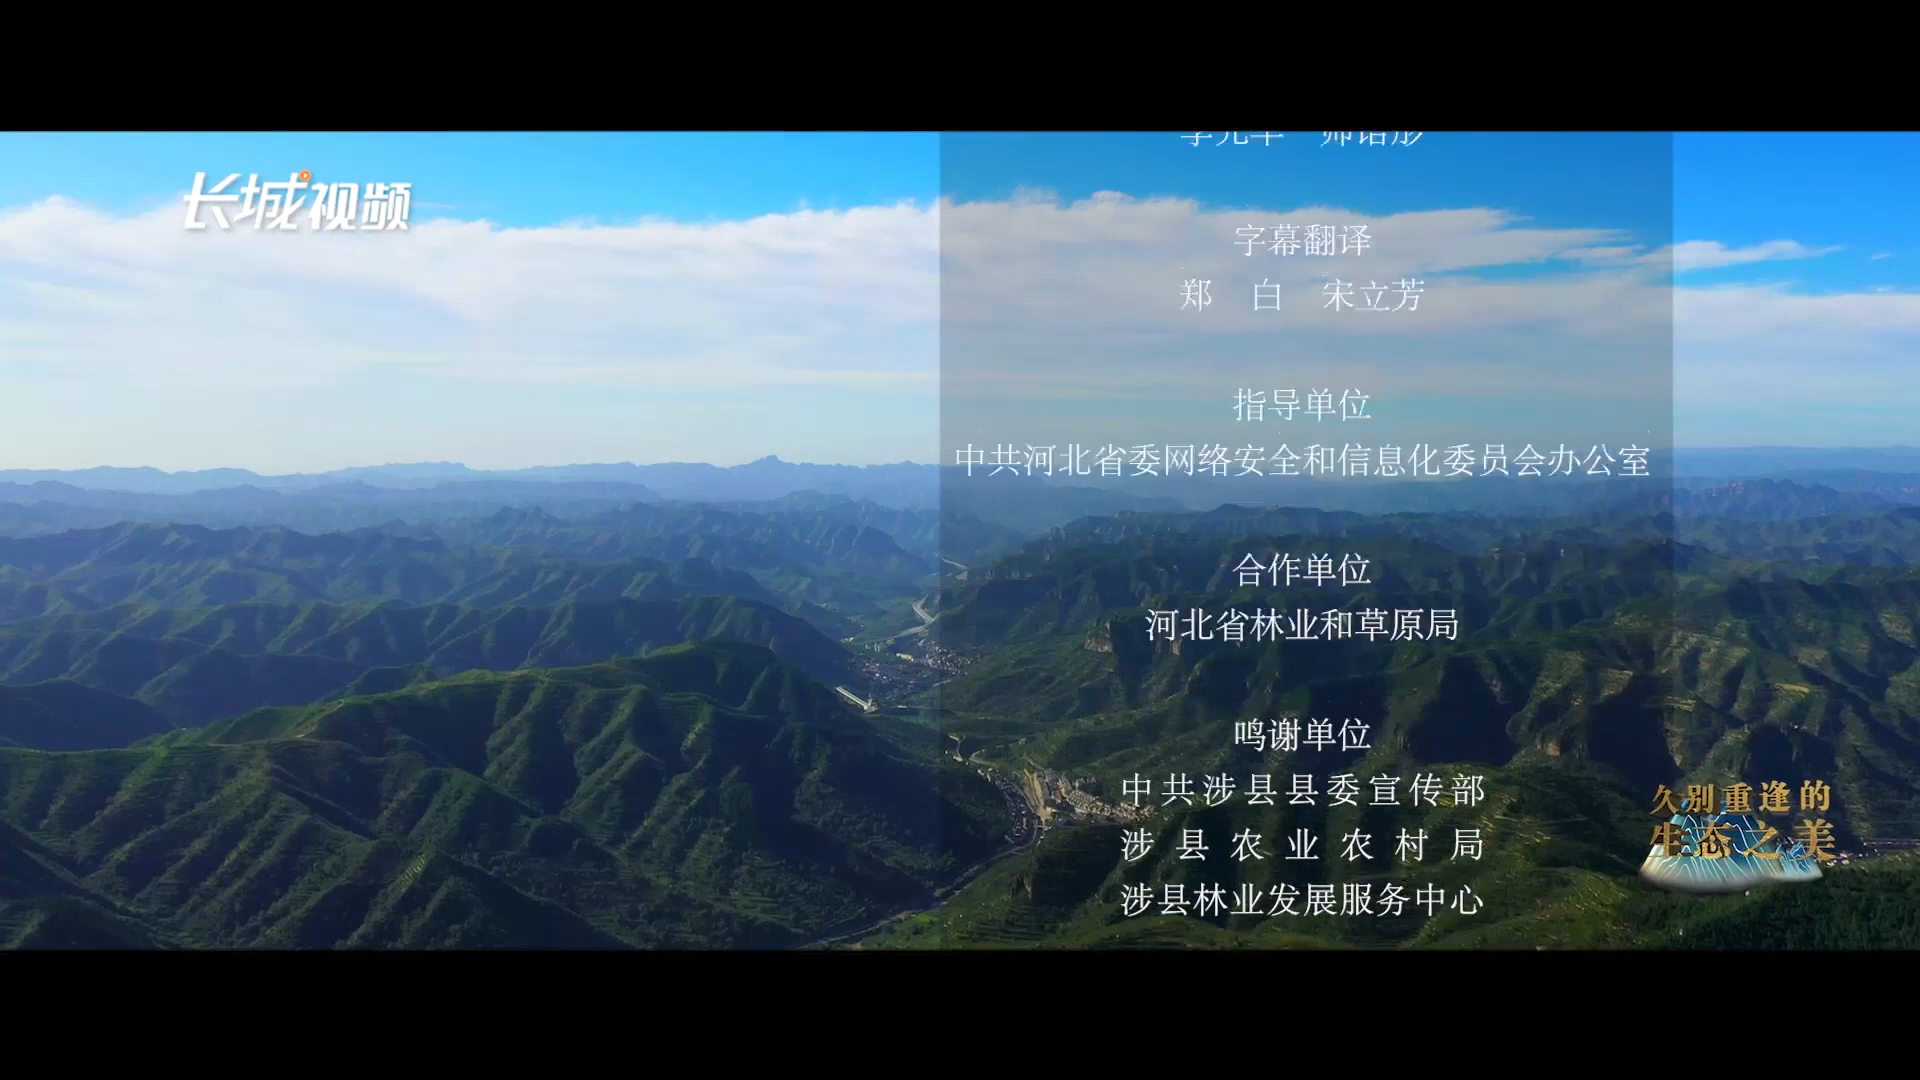 长城视频
字幕翻译
郑 白 宋立芳
指导单位
中共河北省委网络安全和信息化委员会办公室
合作单位
河北省林业和草原局
鸣谢单位
中共涉县县委宣传部
涉县农业农村局
涉县林业发展服务中心
久别重逢的
生态之美